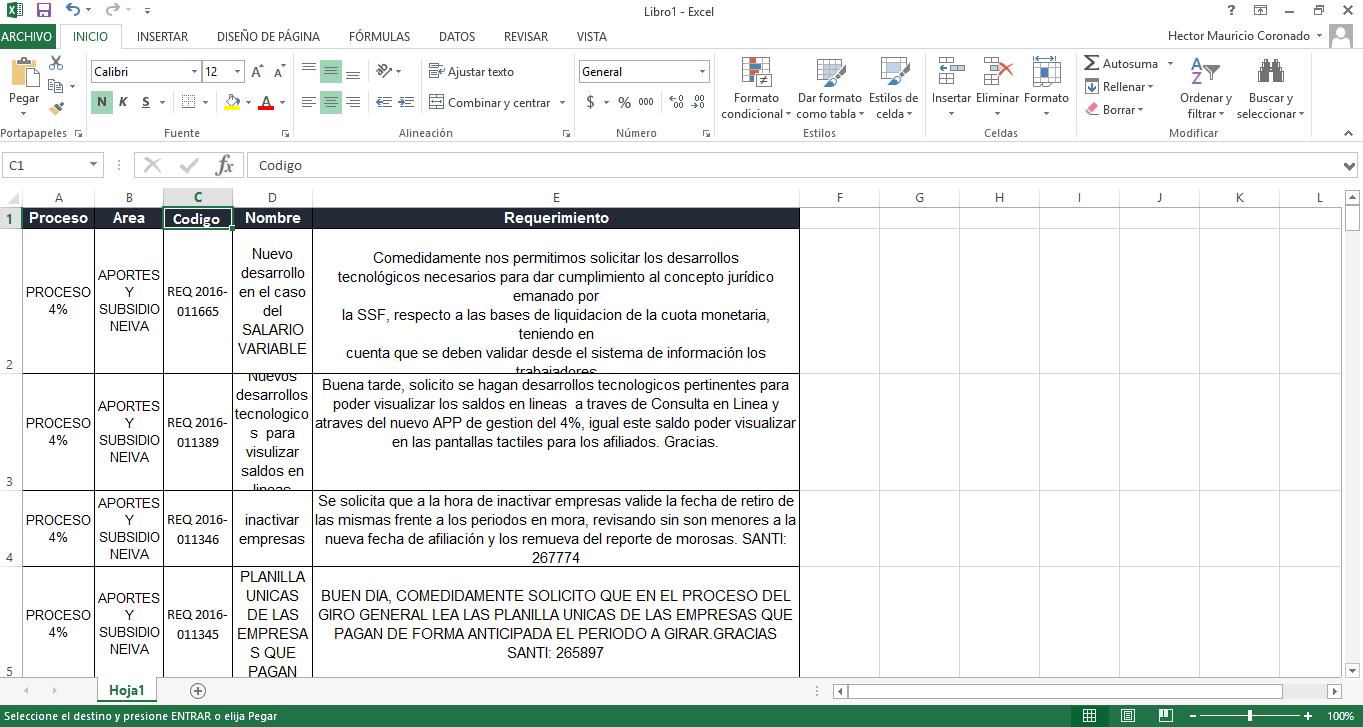 Libro1 - Excel
?
ARCHIVO INICIO INSERTAR DISEÑO DE PÁGINA FÓRMULAS DATOS REVISAR VISTA
Hector Mauricio Coronado
Pegar
Calibri 12 A A
N K S A
Ajustar texto
Combinar y centrar
General
$ % 000
Formato
condicional
Dar formato
como tabla
Estilos de
celda
Insertar Eliminar Formato
Autosuma
Rellenar
Borrar
Ordenar y
filtrar
Buscar y
seleccionar
Portapapeles Fuente Alineación Número Estilos Celdas Modificar
C1 fx Codigo
A B C D E F G H I J K L
1 Proceso Area Codigo Nombre Requerimiento
2
PROCESO
4%
APORTES
Y
SUBSIDIO
NEIVA
REQ 2016-
011665
Nuevo
desarrollo
en el caso
del
SALARIO
VARIABLE
Comedidamente nos permitimos solicitar los desarrollos
tecnológicos necesarios para dar cumplimiento al concepto jurídico
emanado por
la SSF, respecto a las bases de liquidacion de la cuota monetaria,
teniendo en
cuenta que se deben validar desde el sistema de información los
trabajadores
3
PROCESO
4%
APORTES
Y
SUBSIDIO
NEIVA
REQ 2016-
011389
Nuevos
desarrollos
tecnologico
s para
visulizar
saldos en
lineas
Buena tarde, solicito se hagan desarrollos tecnologicos pertinentes para
poder visualizar los saldos en lineas a traves de Consulta en Linea y
atraves del nuevo APP de gestion del 4%, igual este saldo poder visualizar
en las pantallas tactiles para los afiliados. Gracias.
4
PROCESO
4%
APORTES
Y
SUBSIDIO
NEIVA
REQ 2016-
011346
inactivar
empresas
Se solicita que a la hora de inactivar empresas valide la fecha de retiro de
las mismas frente a los periodos en mora, revisando sin son menores a la
nueva fecha de afiliación y los remueva del reporte de morosas. SANTI:
267774
5
PROCESO
4%
APORTES
Y
SUBSIDIO
NEIVA
REQ 2016-
011345
PLANILLA
UNICAS
DE LAS
EMPRESA
S QUE
PAGAN
BUEN DIA, COMEDIDAMENTE SOLICITO QUE EN EL PROCESO DEL
GIRO GENERAL LEA LAS PLANILLA UNICAS DE LAS EMPRESAS QUE
PAGAN DE FORMA ANTICIPADA EL PERIODO A GIRAR.GRACIAS
SANTI: 265897
Hoja1
Seleccione el destino y presione ENTRAR o elija Pegar
100%